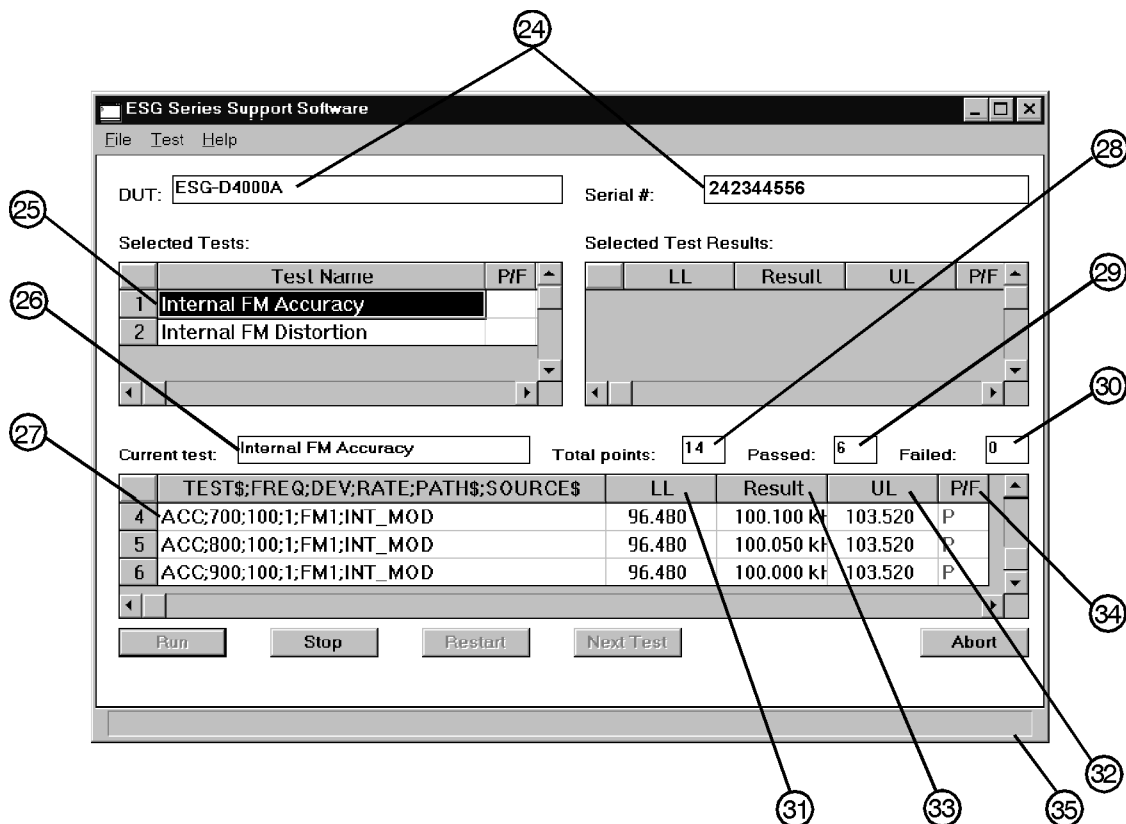 24
ESG Series Support Software
File Test Help
28
DUT: ESG-D4000A Serial #: 242344556
25
Selected Tests: Selected Test Results:
29
Test Name P/F LL Result UL P/F
26
1 Internal FM Accuracy
2 Internal FM Distortion
30
27
Current test: Internal FM Accuracy Total points: 14 Passed: 6 Failed: 0
TEST$;FREQ;DEV;RATE;PATH$;SOURCE$ LL Result UL P/F
4 ACC;700;100;1;FM1;INT_MOD 96.480 100.100 kH 103.520 P
5 ACC;800;100;1;FM1;INT_MOD 96.480 100.050 kH 103.520 P
6 ACC;900;100;1;FM1;INT_MOD 96.480 100.000 kH 103.520 P
34
Run Stop Restart Next Test Abort
32
31 33 35